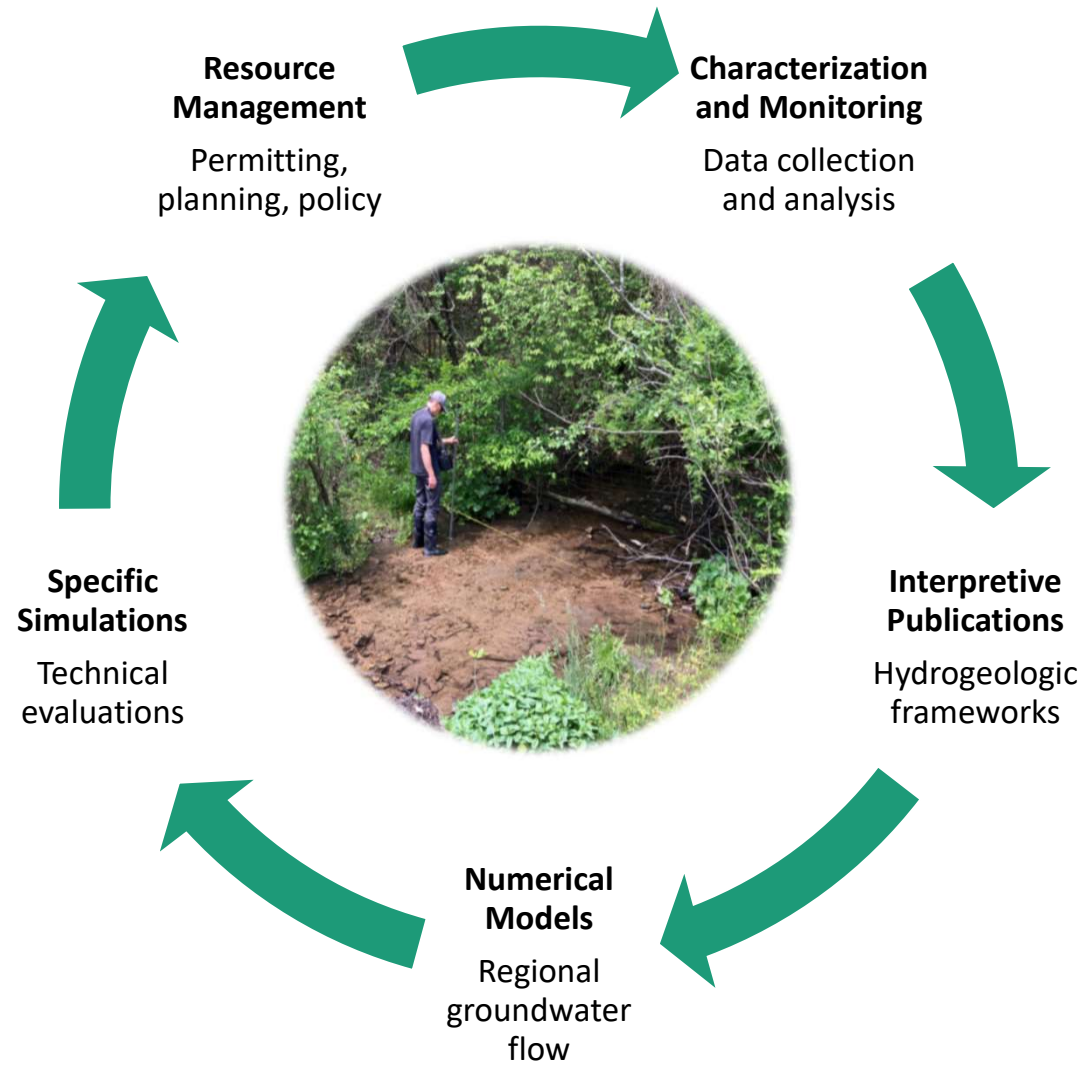 Resource
Management
Permitting,
planning, policy
Characterization
and Monitoring
Data collection
and analysis
Interpretive
Publications
Hydrogeologic
frameworks
Numerical
Models
Regional
groundwater
flow
Specific
Simulations
Technical
evaluations